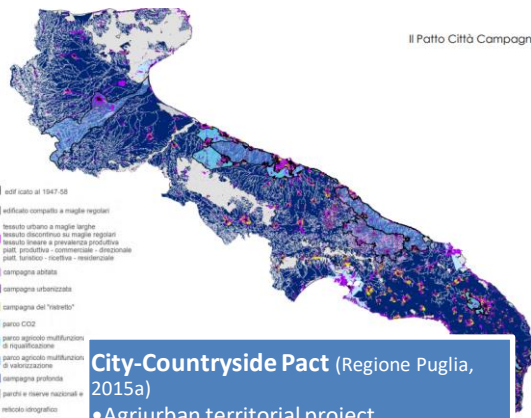 Il Patto Città Campagn
edificato al 1947-58
edificato compatto a maglie regolari
tessuto urbano a maglie larghe
tessuto discontinuo su maglie regolari
tessuto lineare a prevalenza produttiva
piatt. produttiva - commerciale - direzionale
piatt. turistico - ricettiva - residenziale
campagna abitata
campagna urbanizzata
campagna del "ristretto"
parco CO2
parco agricolo multifunzion
di riqualificazione
parco agricolo multifunzion
di valorizzazione
campagna profonda
parchi e riserve nazionali e
reticolo idrografico
City-Countryside Pact (Regione Puglia,
2015a)
•Agriurban territorial project